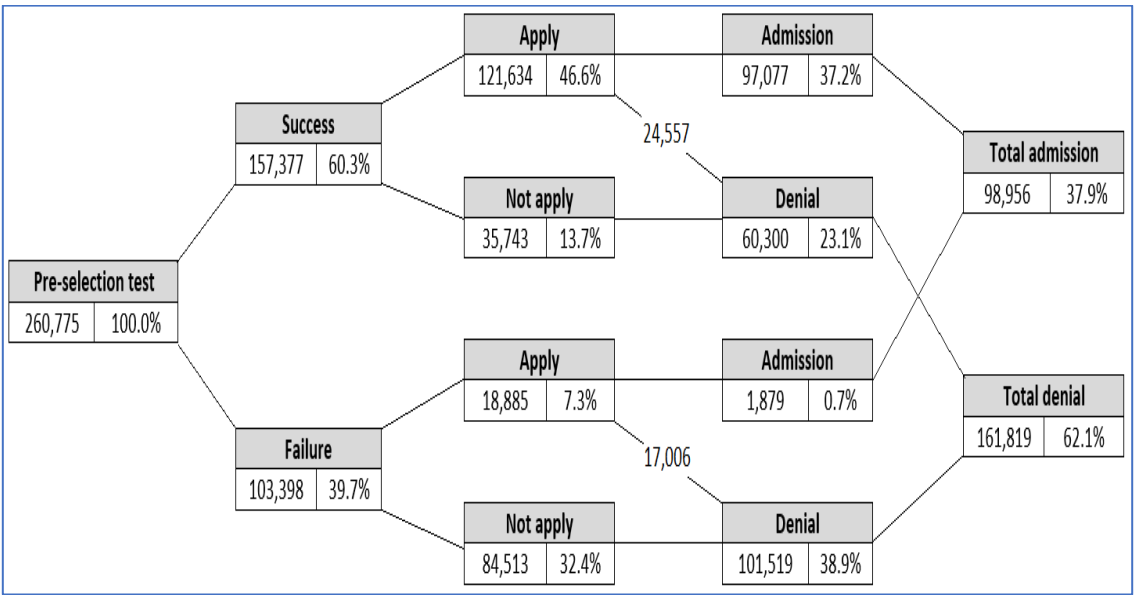 Apply
121,634 46.6%
Admission
97,077 37.2%
24,557
Success
157,377 60.3%
Total admission
98,956 37.9%
Not apply
35,743 13.7%
Denial
60,300 23.1%
Pre-selection test
260,775 100.0%
Apply
18,885 7.3%
Admission
1,879 0.7%
Total denial
161,819 62.1%
17,006
Failure
103,398 39.7%
Not apply
84,513 32.4%
Denial
101,519 38.9%